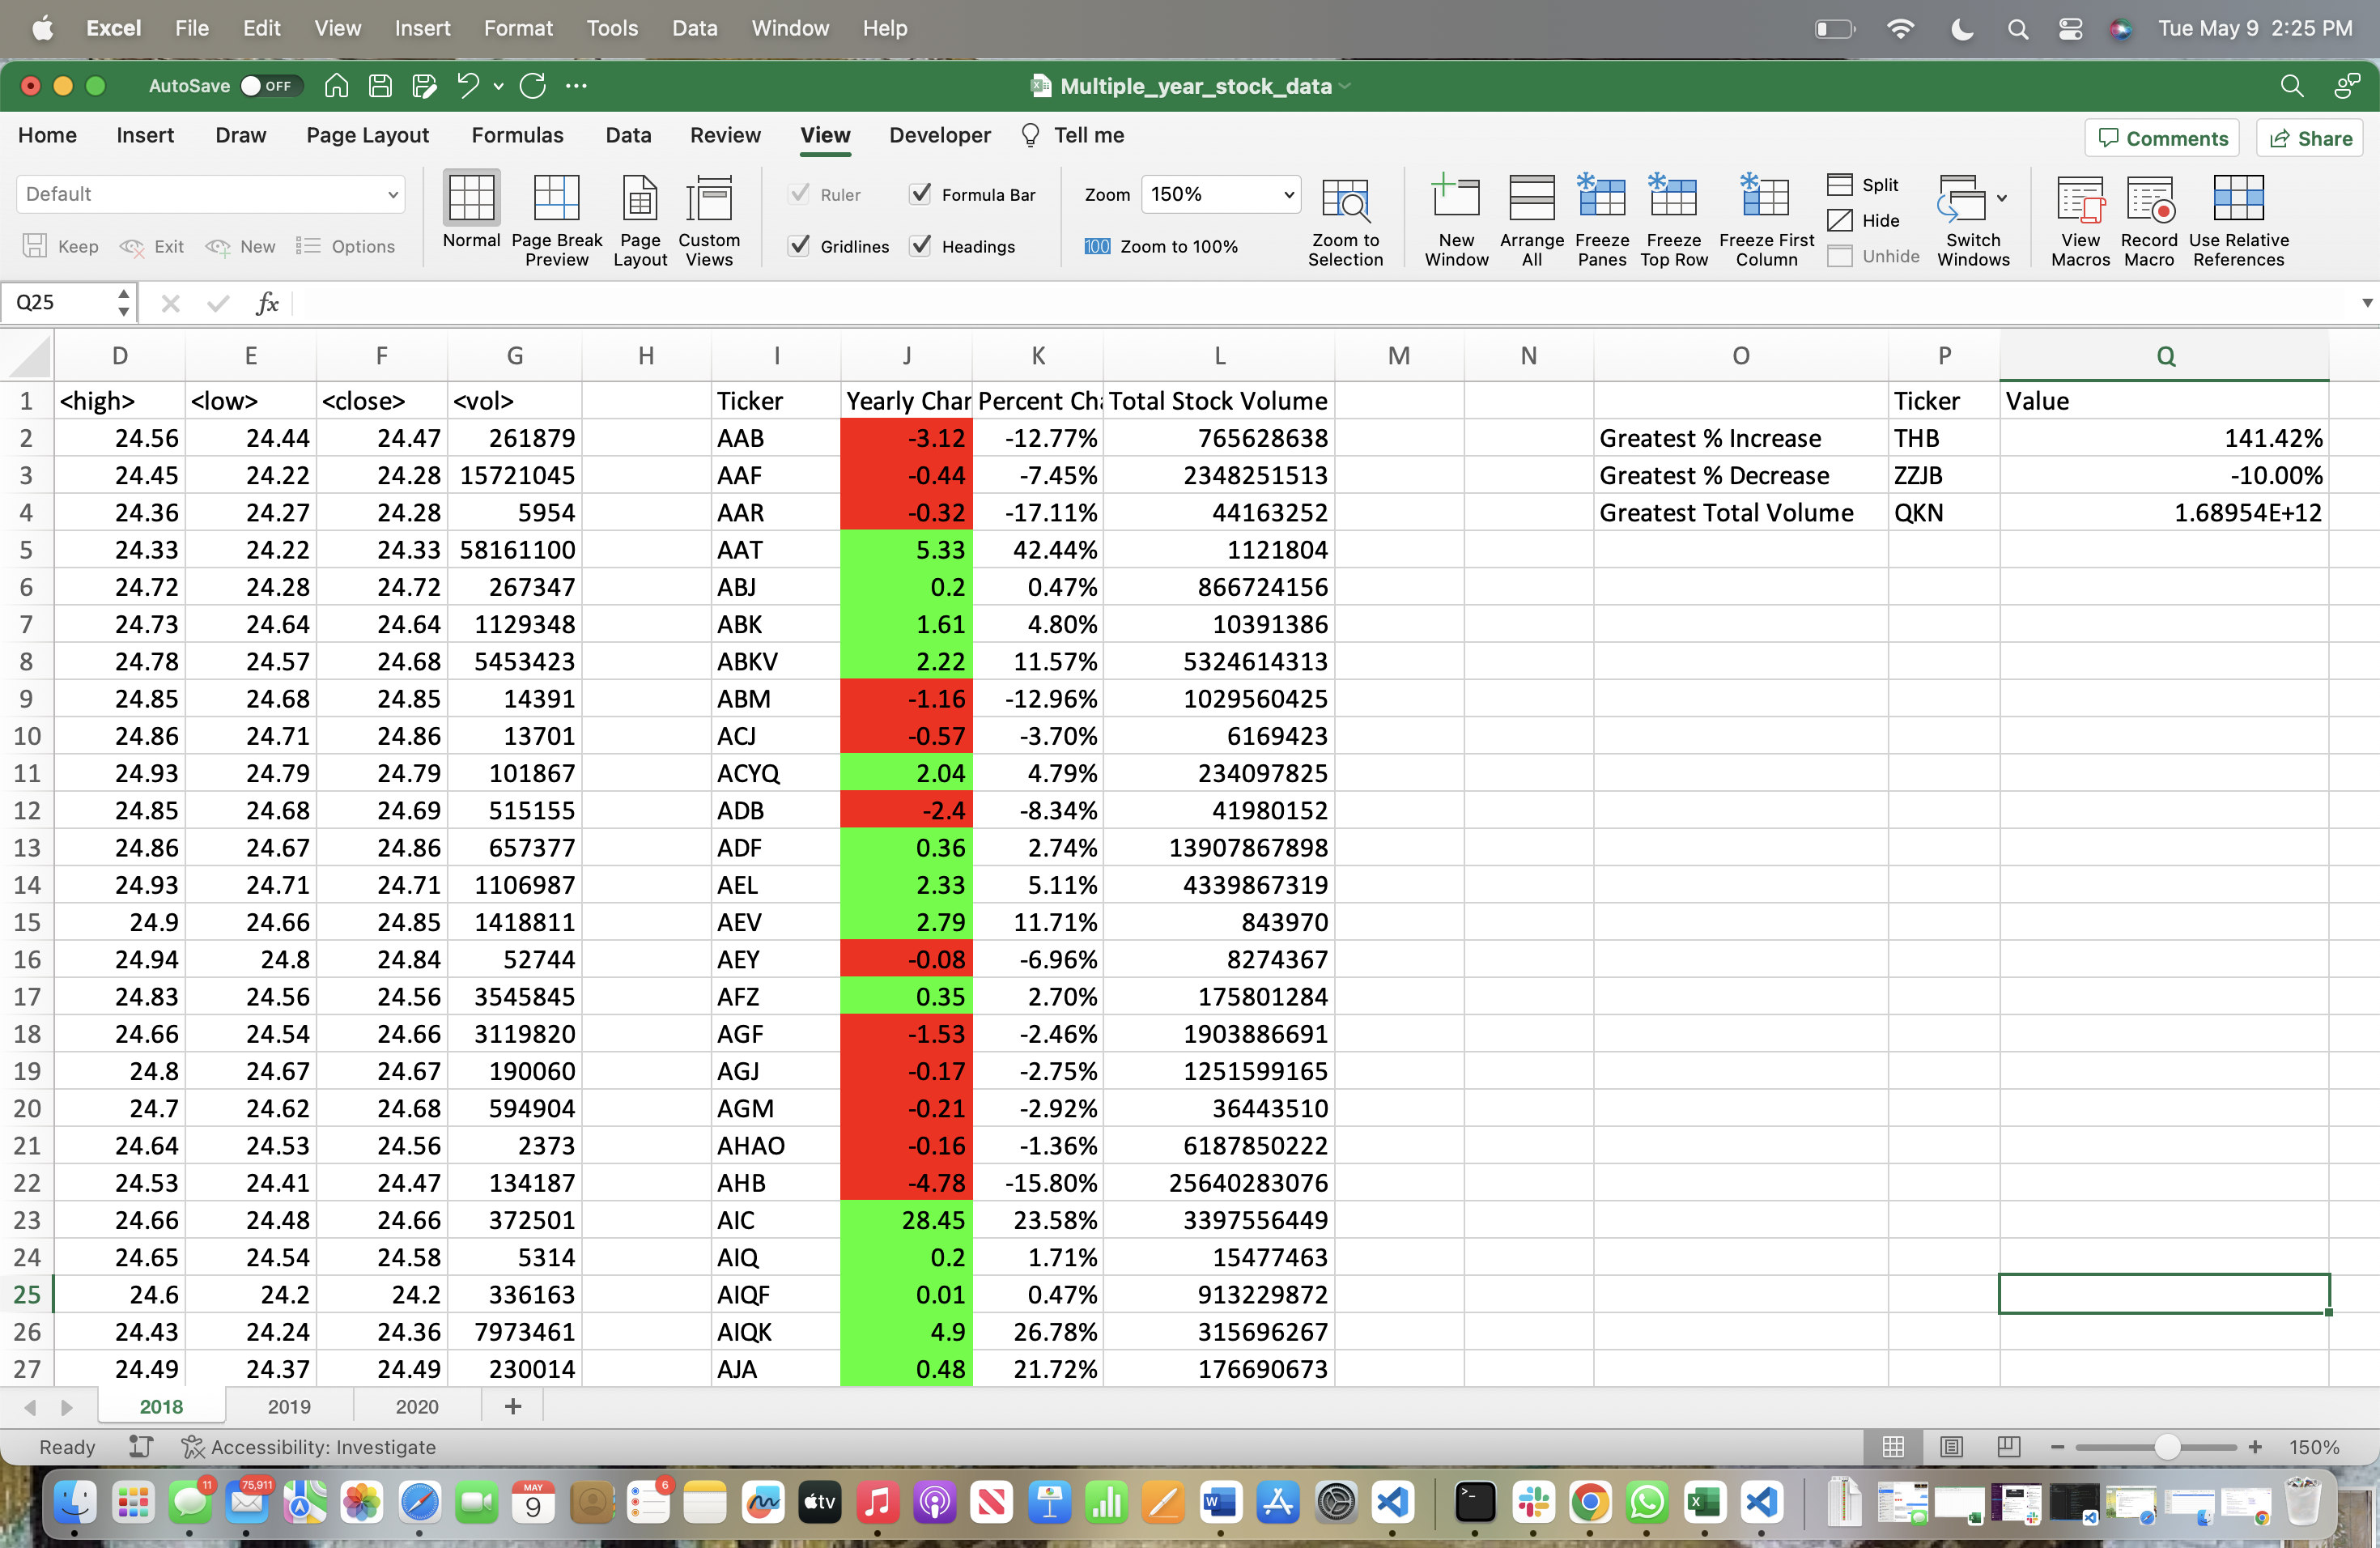 Excel File Edit View Insert Format Tools Data Window Help Tue May 9 2:25 PM
AutoSave OFF Multiple_year_stock_data
Home Insert Draw Page Layout Formulas Data Review View Developer Tell me Comments Share
Default Ruler Formula Bar Zoom 150% Split
Keep Exit New Options Normal Page Break Preview Page Layout Custom Views Gridlines Headings 100 Zoom to 100% Zoom to Selection New Window Arrange All Freeze Panes Freeze Top Row Freeze First Column Hide Unhide Switch Windows View Macros Record Macro Use Relative References
Q25 fx
D E F G H I J K L M N O P Q
1 <high> <low> <close> <vol> Ticker Yearly Char Percent Cha Total Stock Volume Ticker Value
2 24.56 24.44 24.47 261879 AAB -3.12 -12.77% 765628638 Greatest % Increase THB 141.42%
3 24.45 24.22 24.28 15721045 AAF -0.44 -7.45% 2348251513 Greatest % Decrease ZZJB -10.00%
4 24.36 24.27 24.28 5954 AAR -0.32 -17.11% 44163252 Greatest Total Volume QKN 1.68954E+12
5 24.33 24.22 24.33 58161100 AAT 5.33 42.44% 1121804
6 24.72 24.28 24.72 267347 ABJ 0.2 0.47% 866724156
7 24.73 24.64 24.64 1129348 ABK 1.61 4.80% 10391386
8 24.78 24.57 24.68 5453423 ABKV 2.22 11.57% 5324614313
9 24.85 24.68 24.85 14391 ABM -1.16 -12.96% 1029560425
10 24.86 24.71 24.86 13701 ACJ -0.57 -3.70% 6169423
11 24.93 24.79 24.79 101867 ACYQ 2.04 4.79% 234097825
12 24.85 24.68 24.69 515155 ADB -2.4 -8.34% 41980152
13 24.86 24.67 24.86 657377 ADF 0.36 2.74% 13907867898
14 24.93 24.71 24.71 1106987 AEL 2.33 5.11% 4339867319
15 24.9 24.66 24.85 1418811 AEV 2.79 11.71% 843970
16 24.94 24.8 24.84 52744 AEY -0.08 -6.96% 8274367
17 24.83 24.56 24.56 3545845 AFZ 0.35 2.70% 175801284
18 24.66 24.54 24.66 3119820 AGF -1.53 -2.46% 1903886691
19 24.8 24.67 24.67 190060 AGJ -0.17 -2.75% 1251599165
20 24.7 24.62 24.68 594904 AGM -0.21 -2.92% 36443510
21 24.64 24.53 24.56 2373 AHAO -0.16 -1.36% 6187850222
22 24.53 24.41 24.47 134187 AHB -4.78 -15.80% 25640283076
23 24.66 24.48 24.66 372501 AIC 28.45 23.58% 3397556449
24 24.65 24.54 24.58 5314 AIQ 0.2 1.71% 15477463
25 24.6 24.2 24.2 336163 AIQF 0.01 0.47% 913229872
26 24.43 24.24 24.36 7973461 AIQK 4.9 26.78% 315696267
27 24.49 24.37 24.49 230014 AJA 0.48 21.72% 176690673
2018 2019 2020
Ready Accessibility: Investigate 150%
11 75,911 MAY 9 6 tv